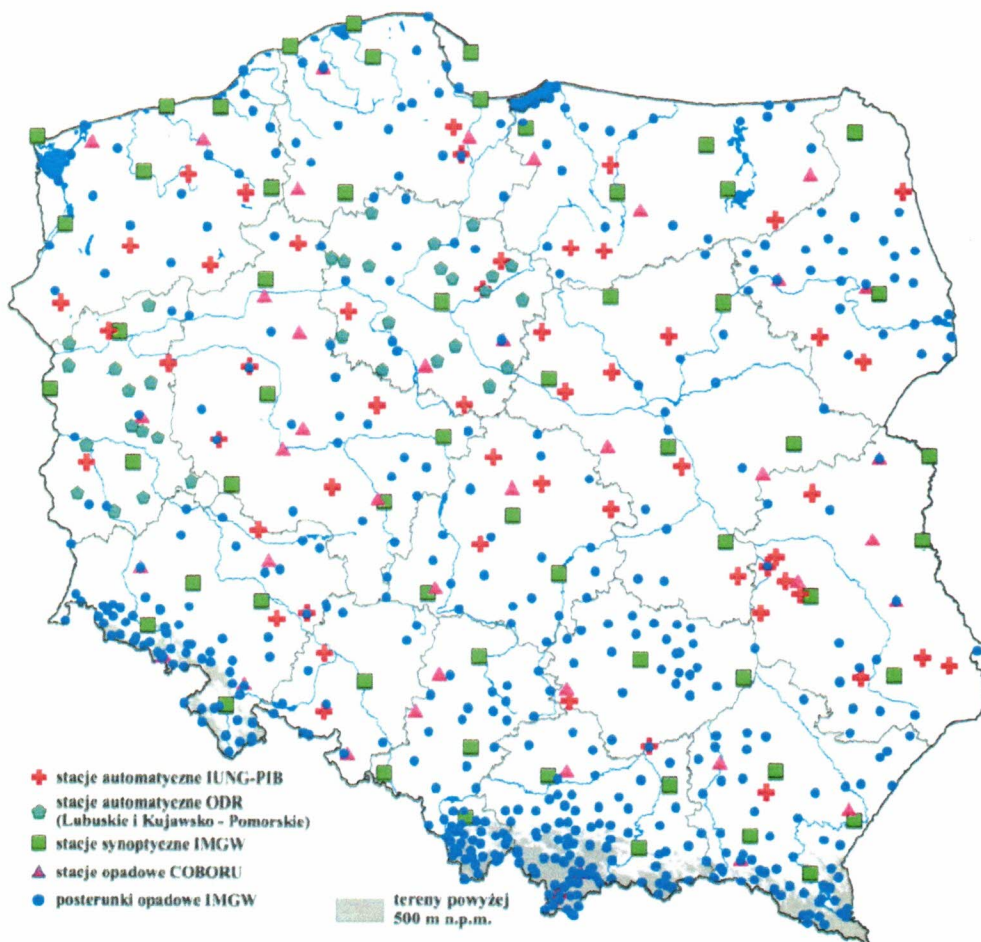 stacje automatyczne IUNG-PIB
stacje automatyczne ODR
(Lubuskie i Kujawsko - Pomorskie)
stacje synoptyczne IMGW
stacje opadowe COBORU
posterunki opadowe IMGW
tereny powyżej
500 m n.p.m.